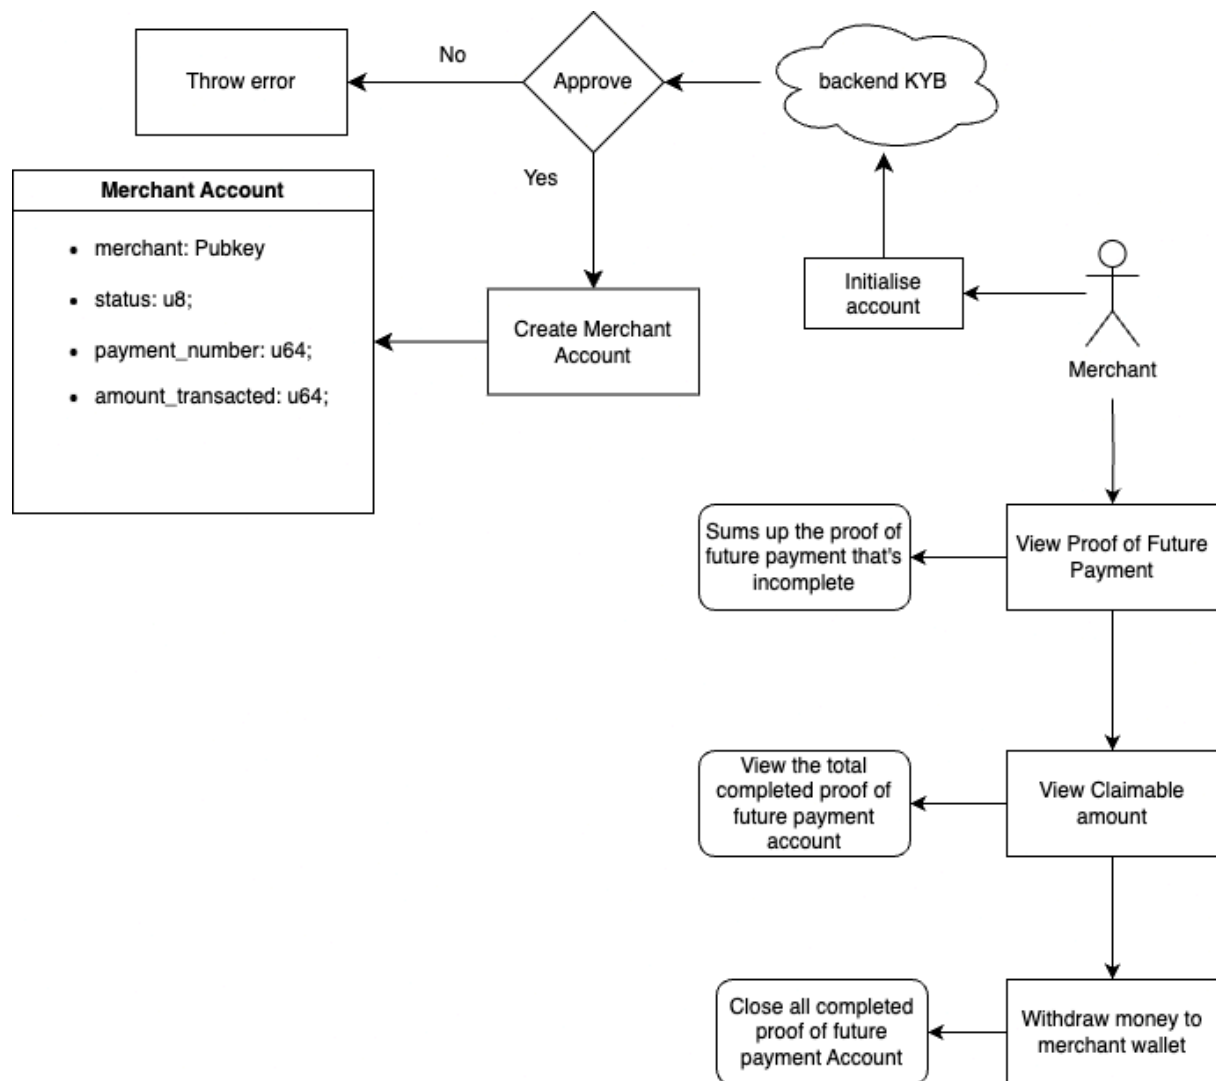 No
Throw error
Approve
backend KYB
Yes
Merchant Account
merchant: Pubkey
status: u8;
payment_number: u64;
amount_transacted: u64;
Create Merchant
Account
Initialise
account
Merchant
Sums up the proof of
future payment that's
incomplete
View Proof of Future
Payment
View the total
completed proof of
future payment
account
View Claimable
amount
Close all completed
proof of future
payment Account
Withdraw money to
merchant wallet